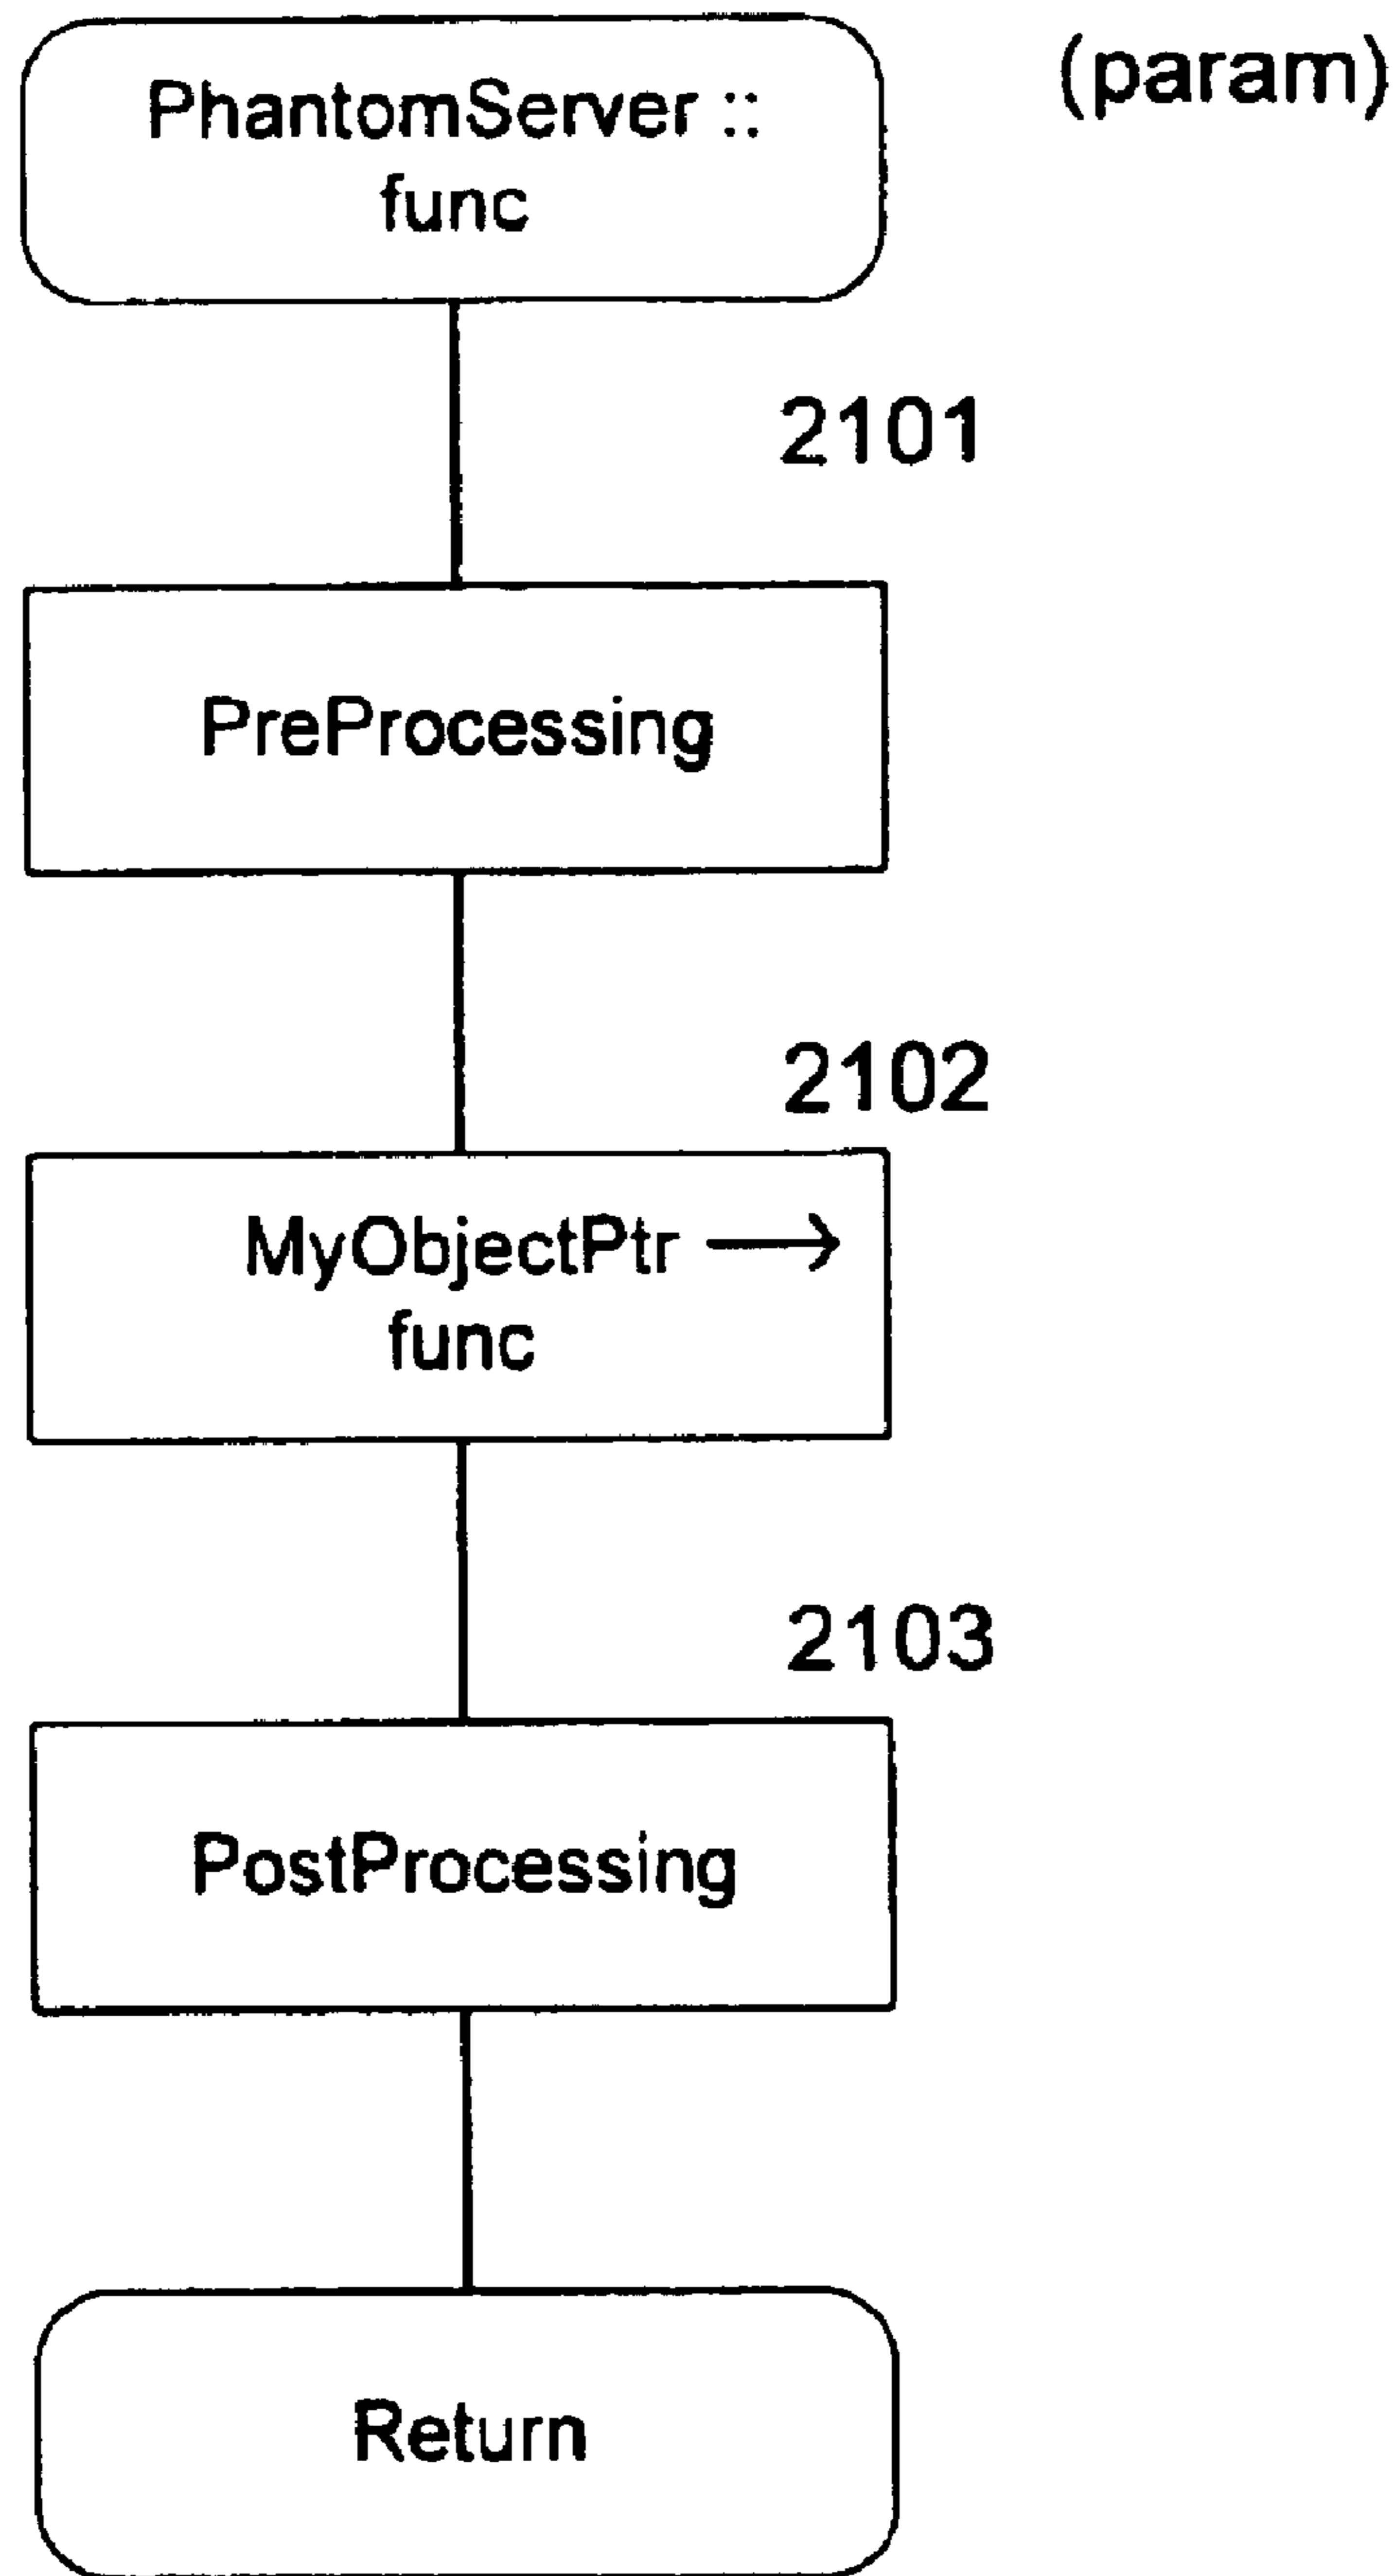 PhantomServer ::
func
(param)
2101
PreProcessing
2102
MyObjectPtr →
func
2103
PostProcessing
Return